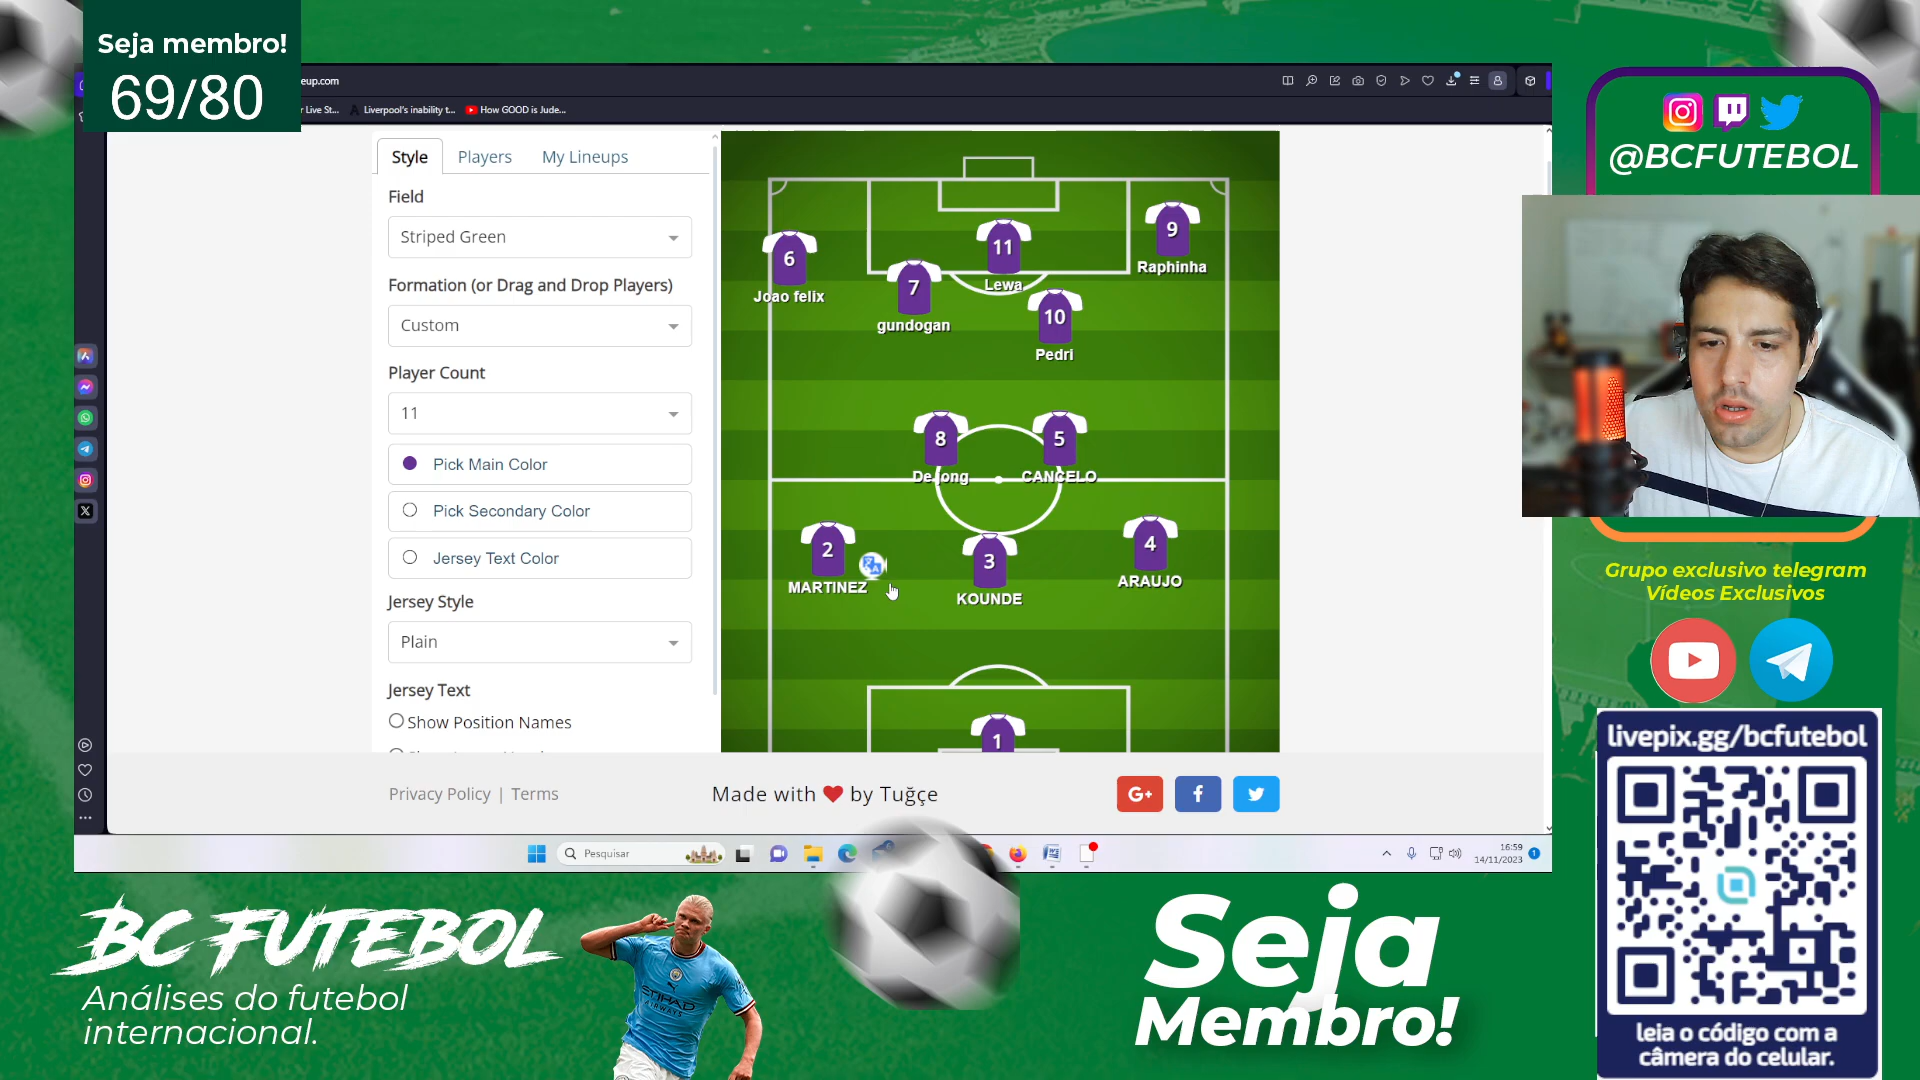 Seja membro!
69/80
eup.com
r Live St...
Liverpool's inability t...
How GOOD is Jude...
Style
Players
My Lineups
Field
Striped Green
Formation (or Drag and Drop Players)
Custom
Player Count
11
Pick Main Color
Pick Secondary Color
Jersey Text Color
Jersey Style
Plain
Jersey Text
Show Position Names
9
Raphinha
11
Lewa
6
Joao felix
7
gundogan
10
Pedri
8
De jong
5
CANCELO
2
MARTINEZ
3
KOUNDE
4
ARAUJO
1
Privacy Policy | Terms
Made with ❤ by Tuğçe
G+
f
Pesquisar
16:59
14/11/2023
1
@BCFUTEBOL
Grupo exclusivo telegram
Vídeos Exclusivos
livepix.gg/bcfutebol
leia o código com a
câmera do celular.
BC FUTEBOL
Análises do futebol
internacional.
ETIHAD
AIRWAYS
Seja
Membro!